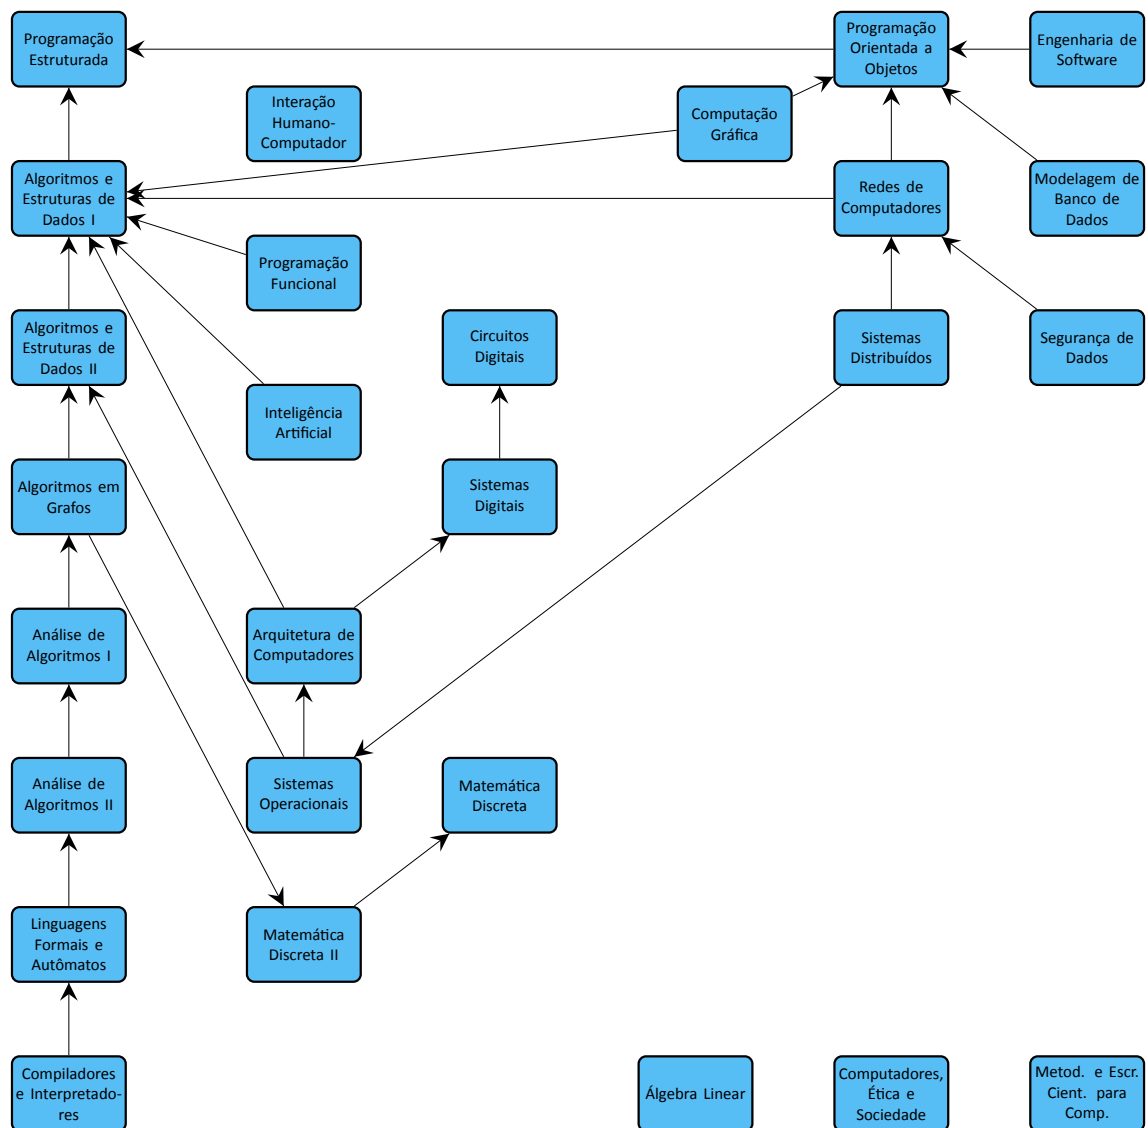 Programação
Estruturada
Programação
Orientada a
Objetos
Engenharia de
Software
Interação
Humano-
Computador
Computação
Gráfica
Algoritmos e
Estruturas de
Dados I
Redes de
Computadores
Modelagem de
Banco de
Dados
Programação
Funcional
Algoritmos e
Estruturas de
Dados II
Circuitos
Digitais
Sistemas
Distribuídos
Segurança de
Dados
Inteligência
Artificial
Algoritmos em
Grafos
Sistemas
Digitais
Análise de
Algoritmos I
Arquitetura de
Computadores
Análise de
Algoritmos II
Sistemas
Operacionais
Matemática
Discreta
Linguagens
Formais e
Autômatos
Matemática
Discreta II
Compiladores
e Interpretado-
res
Álgebra Linear
Computadores,
Ética e
Sociedade
Metod. e Escr.
Cient. para
Comp.